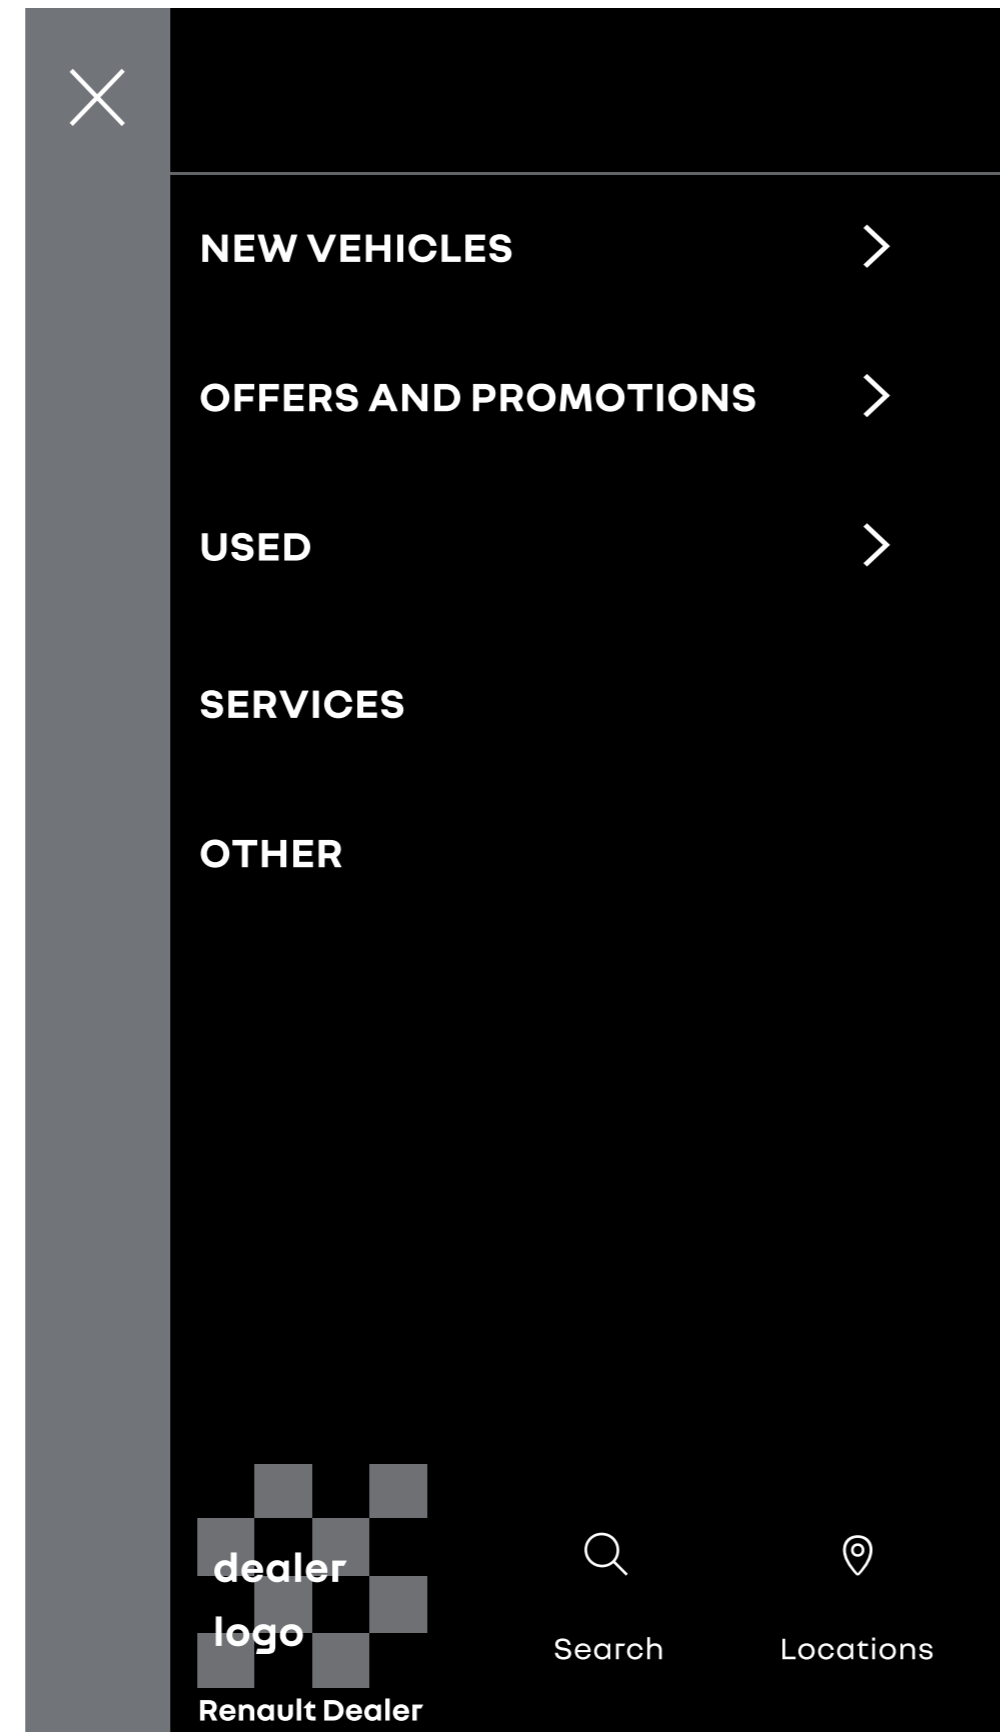 NEW VEHICLES
OFFERS AND PROMOTIONS
USED
SERVICES
OTHER
dealer
logo
Renault Dealer
Search
Locations